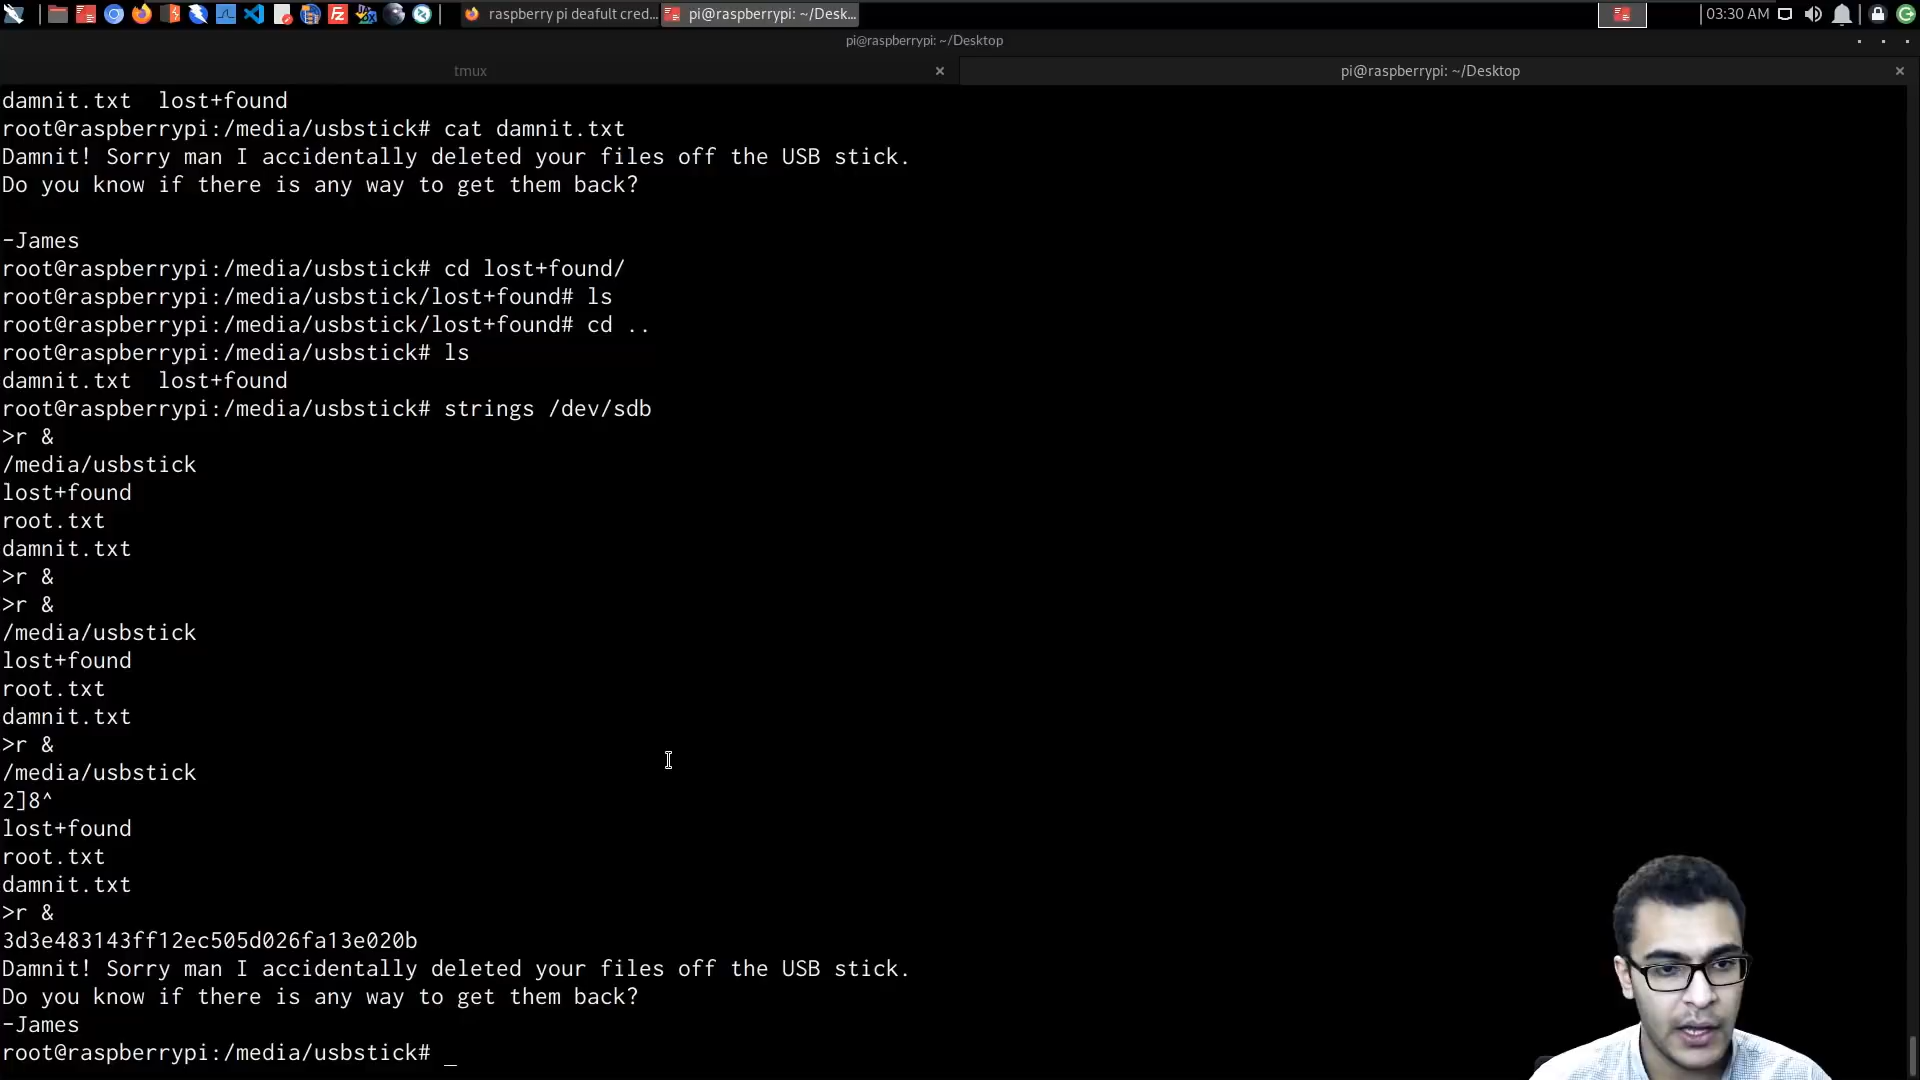 raspberry pi deafult cred...
pi@raspberrypi: ~/Desk...
03:30 AM
pi@raspberrypi: ~/Desktop
tmux
pi@raspberrypi: ~/Desktop
damnit.txt  lost+found
root@raspberrypi:/media/usbstick# cat damnit.txt
Damnit! Sorry man I accidentally deleted your files off the USB stick.
Do you know if there is any way to get them back?
-James
root@raspberrypi:/media/usbstick# cd lost+found/
root@raspberrypi:/media/usbstick/lost+found# ls
root@raspberrypi:/media/usbstick/lost+found# cd ..
root@raspberrypi:/media/usbstick# ls
damnit.txt  lost+found
root@raspberrypi:/media/usbstick# strings /dev/sdb
>r &
/media/usbstick
lost+found
root.txt
damnit.txt
>r &
>r &
/media/usbstick
lost+found
root.txt
damnit.txt
>r &
/media/usbstick
2]8^
lost+found
root.txt
damnit.txt
>r &
3d3e483143ff12ec505d026fa13e020b
Damnit! Sorry man I accidentally deleted your files off the USB stick.
Do you know if there is any way to get them back?
-James
root@raspberrypi:/media/usbstick# _